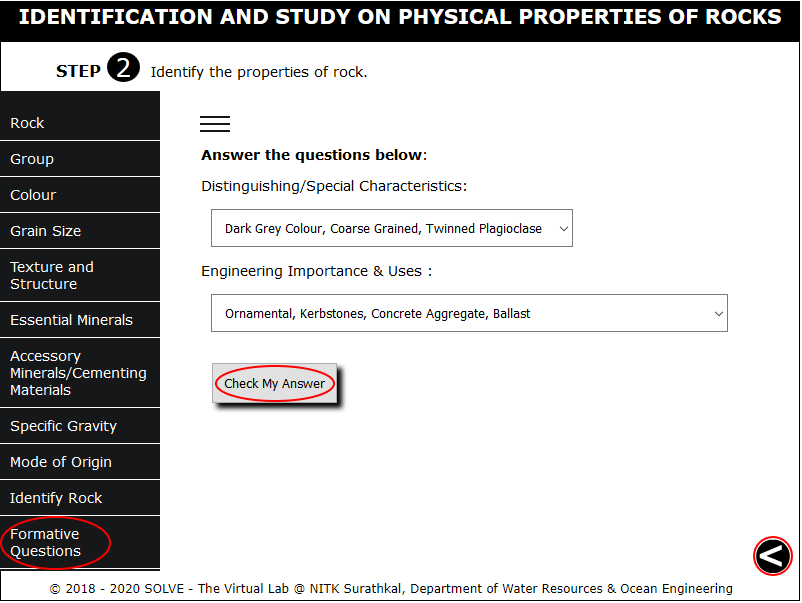 IDENTIFICATION AND STUDY ON PHYSICAL PROPERTIES OF ROCKS
STEP 2 Identify the properties of rock.
Rock
Group
Colour
Grain Size
Texture and
Structure
Essential Minerals
Accessory
Minerals/Cementing
Materials
Specific Gravity
Mode of Origin
Identify Rock
Formative
Questions
Answer the questions below:
Distinguishing/Special Characteristics:
Dark Grey Colour, Coarse Grained, Twinned Plagioclase
Engineering Importance & Uses :
Ornamental, Kerbstones, Concrete Aggregate, Ballast
Check My Answer
<
© 2018 - 2020 SOLVE - The Virtual Lab @ NITK Surathkal, Department of Water Resources & Ocean Engineering